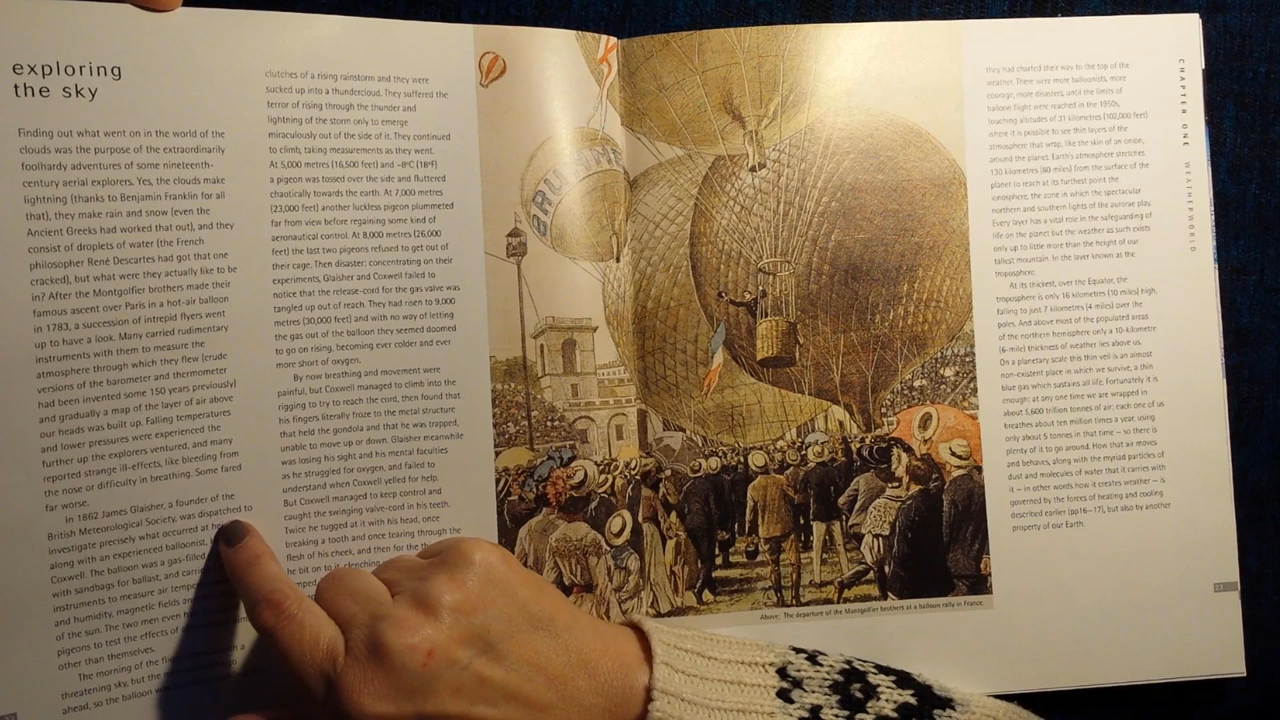 exploring
the sky
Finding out what went on in the world of the
clouds was the purpose of the extraordinarily
foolhardy adventures of some nineteenth-
century aerial explorers. Yes, the clouds make
lightning (thanks to Benjamin Franklin for all
that), they make rain and snow (even the
Ancient Greeks had worked that out), and they
consist of droplets of water (the French
philosopher René Descartes had got that one
cracked), but what were they actually like to be
in? After the Montgolfier brothers made their
famous ascent over Paris in a hot-air balloon
in 1783, a succession of intrepid flyers went
up to have a look. Many carried rudimentary
instruments with them to measure the
atmosphere through which they flew (crude
versions of the barometer and thermometer
had been invented some 150 years previously)
and gradually a map of the layer of air above
our heads was built up. Falling temperatures
and lower pressures were experienced the
further up the explorers ventured, and many
reported strange ill-effects, like bleeding from
the nose or difficulty in breathing. Some fared
far worse.
In 1862 James Glaisher, a founder of the
British Meteorological Society, was dispatched to
investigate precisely what occurred at
along with an experienced balloonist,
Coxwell. The balloon was a gas-filled
with sandbags for ballast, and
instruments to measure air
and humidity, magnetic fields
of the sun. The two men even
pigeons to test the effects of
other than themselves.
The morning of the with a
threatening sky, but the go
ahead, so the balloon
clutches of a rising rainstorm and they were
sucked up into a thundercloud. They suffered the
terror of rising through the thunder and
lightning of the storm only to emerge
miraculously out of the side of it. They continued
to climb, taking measurements as they went.
At 5,000 metres (16,500 feet) and -8°C (18°F)
a pigeon was tossed over the side and fluttered
chaotically towards the earth. At 7,000 metres
(23,000 feet) another luckless pigeon plummeted
far from view before regaining some kind of
aeronautical control. At 8,000 metres (26,000
feet) the last two pigeons refused to get out of
their cage. Then disaster: concentrating on their
experiments, Glaisher and Coxwell failed to
notice that the release-cord for the gas valve was
tangled up out of reach. They had risen to 9,000
metres (30,000 feet) and with no way of letting
the gas out of the balloon they seemed doomed
to go on rising, becoming ever colder and ever
more short of oxygen.
By now breathing and movement were
painful, but Coxwell managed to climb into the
rigging to try to reach the cord, then found that
his fingers literally froze to the metal structure
that held the gondola and that he was trapped,
unable to move up or down. Glaisher meanwhile
was losing his sight and his mental faculties
as he struggled for oxygen, and failed to
understand when Coxwell yelled for help.
But Coxwell managed to keep control and
caught the swinging valve-cord in his teeth.
Twice he tugged at it with his head, once
breaking a tooth and once tearing through the
flesh of his cheek, and then for the
he bit on to it, clenching
Above: The departure of the Montgolfier brothers at a balloon rally in France.
they had charted their way to the top of the
weather. There were more balloonists, more
courage, more disasters, until the limits of
balloon flight were reached in the 1950s,
touching altitudes of 31 kilometres (102,000 feet)
where it is possible to see thin layers of the
atmosphere that wrap, like the skin of an onion,
around the planet. Earth's atmosphere stretches
130 kilometres (80 miles) from the surface of the
planet to reach at its furthest point the
ionosphere, the zone in which the spectacular
northern and southern lights of the aurorae play.
Every layer has a vital role in the safeguarding of
life on the planet but the weather as such exists
only up to little more than the height of our
tallest mountain. In the layer known as the
troposphere.
At its thickest, over the Equator, the
troposphere is only 16 kilometres (10 miles) high,
falling to just 7 kilometres (4 miles) over the
poles. And above most of the populated areas
of the northern hemisphere only a 10-kilometre
(6-mile) thickness of weather lies above us.
On a planetary scale this thin veil is an almost
non-existent place in which we survive, a thin
blue gas which sustains all life. Fortunately it is
enough: at any one time we are wrapped in
about 5,600 trillion tonnes of air; each one of us
breathes about ten million times a year, using
only about 5 tonnes in that time – so there is
plenty of it to go around. How that air moves
and behaves, along with the myriad particles of
dust and molecules of water that it carries with
it – in other words how it creates weather – is
governed by the forces of heating and cooling
described earlier (pp16–17), but also by another
property of our Earth.
CHAPTER ONE WEATHERWORLD
23